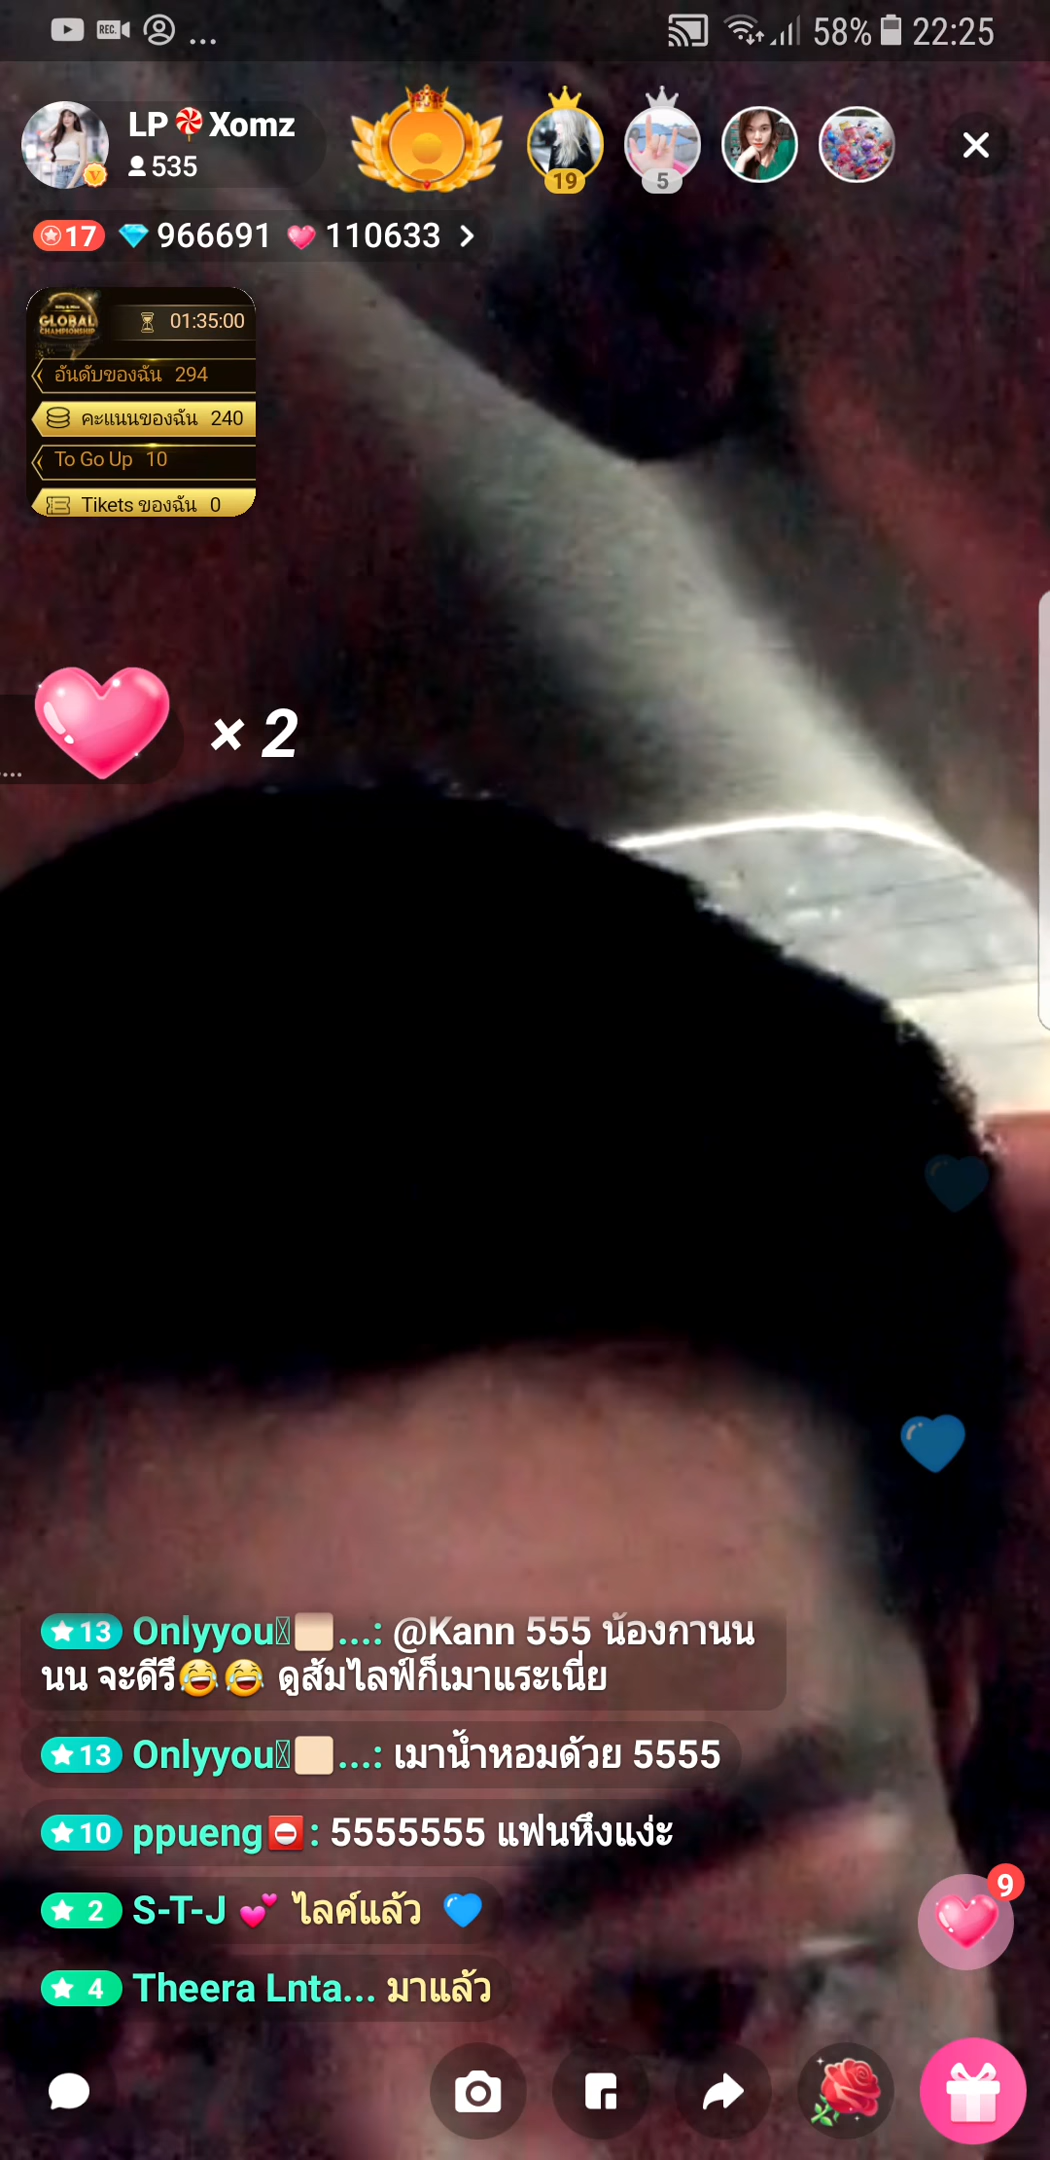 REC 58% 22:25
LP🍭Xomz
535
19 5
17 966691 110633
GLOBAL
CHAMPIONSHIP
01:35:00
อันดับของฉัน 294
คะแนนของฉัน 240
To Go Up 10
Tikets ของฉัน 0
× 2
13 Onlyyou...: @Kann 555 น้องกานน
นน จะดีรึ😂😂 ดูส้มไลฟ์ก็เมาแระเนี่ย
13 Onlyyou...: เมาน้ำหอมด้วย 5555
10 ppueng⛔: 5555555 แฟนหึงแง่ะ
2 S-T-J 💕 ไลค์แล้ว 💙
9
4 Theera Lnta... มาแล้ว